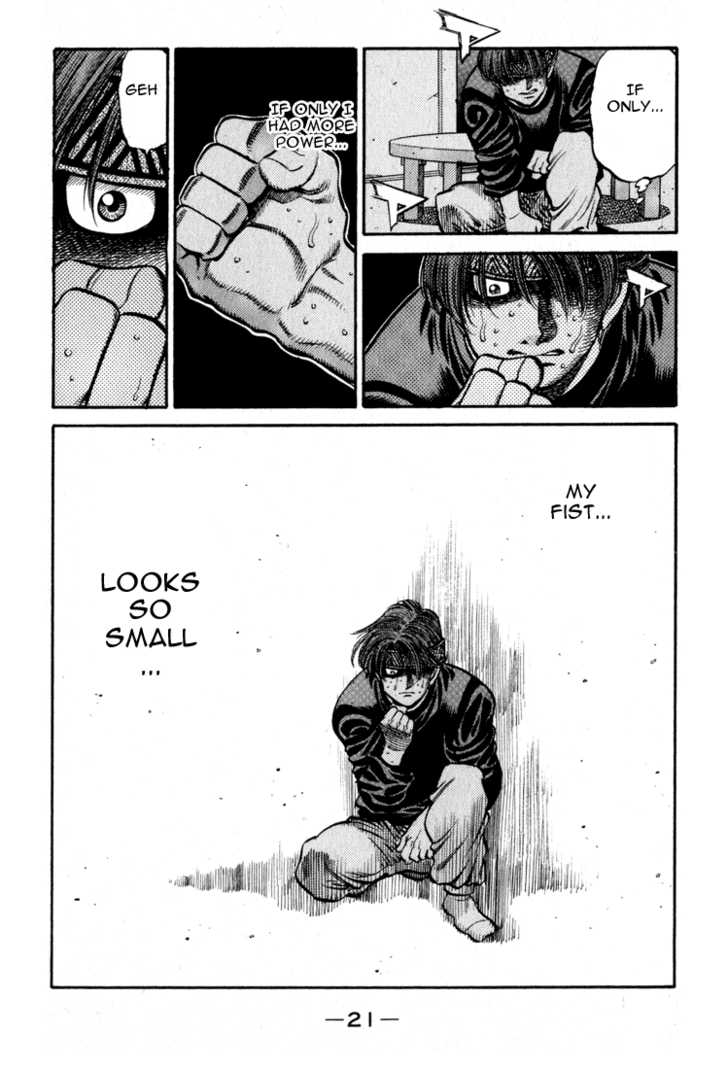 IF
ONLY...
IF ONLY I
HAD MORE
POWER...
GEH
MY
FIST...
LOOKS
SO
SMALL
...
—21—